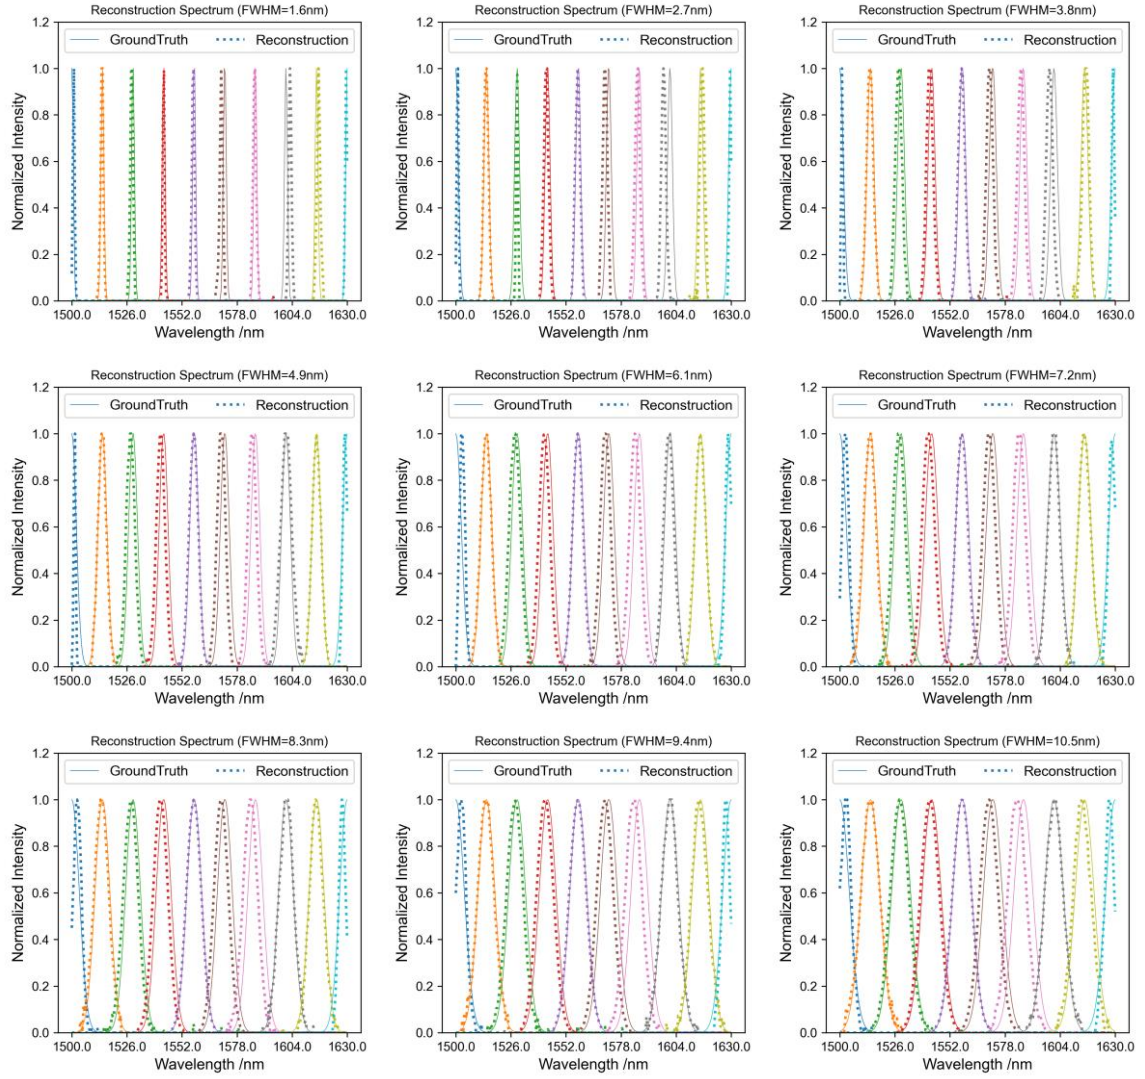 Reconstruction Spectrum (FWHM=1.6nm)
GroundTruth Reconstruction
Normalized Intensity
1.2
1.0
0.8
0.6
0.4
0.2
0.0
1500.0 1526.0 1552.0 1578.0 1604.0 1630.0
Wavelength /nm
Reconstruction Spectrum (FWHM=2.7nm)
GroundTruth Reconstruction
Normalized Intensity
1.2
1.0
0.8
0.6
0.4
0.2
0.0
1500.0 1526.0 1552.0 1578.0 1604.0 1630.0
Wavelength /nm
Reconstruction Spectrum (FWHM=3.8nm)
GroundTruth Reconstruction
Normalized Intensity
1.2
1.0
0.8
0.6
0.4
0.2
0.0
1500.0 1526.0 1552.0 1578.0 1604.0 1630.0
Wavelength /nm
Reconstruction Spectrum (FWHM=4.9nm)
GroundTruth Reconstruction
Normalized Intensity
1.2
1.0
0.8
0.6
0.4
0.2
0.0
1500.0 1526.0 1552.0 1578.0 1604.0 1630.0
Wavelength /nm
Reconstruction Spectrum (FWHM=6.1nm)
GroundTruth Reconstruction
Normalized Intensity
1.2
1.0
0.8
0.6
0.4
0.2
0.0
1500.0 1526.0 1552.0 1578.0 1604.0 1630.0
Wavelength /nm
Reconstruction Spectrum (FWHM=7.2nm)
GroundTruth Reconstruction
Normalized Intensity
1.2
1.0
0.8
0.6
0.4
0.2
0.0
1500.0 1526.0 1552.0 1578.0 1604.0 1630.0
Wavelength /nm
Reconstruction Spectrum (FWHM=8.3nm)
GroundTruth Reconstruction
Normalized Intensity
1.2
1.0
0.8
0.6
0.4
0.2
0.0
1500.0 1526.0 1552.0 1578.0 1604.0 1630.0
Wavelength /nm
Reconstruction Spectrum (FWHM=9.4nm)
GroundTruth Reconstruction
Normalized Intensity
1.2
1.0
0.8
0.6
0.4
0.2
0.0
1500.0 1526.0 1552.0 1578.0 1604.0 1630.0
Wavelength /nm
Reconstruction Spectrum (FWHM=10.5nm)
GroundTruth Reconstruction
Normalized Intensity
1.2
1.0
0.8
0.6
0.4
0.2
0.0
1500.0 1526.0 1552.0 1578.0 1604.0 1630.0
Wavelength /nm